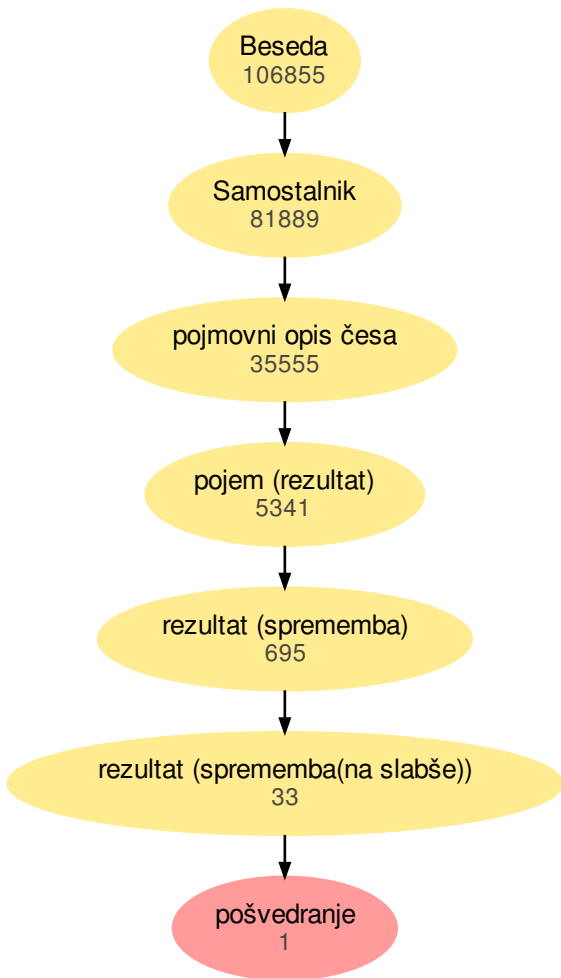 Beseda
106855
Samostalnik
81889
pojmovni opis česa
35555
pojem (rezultat)
5341
rezultat (sprememba)
695
rezultat (sprememba(na slabše))
33
pošvedranje
1